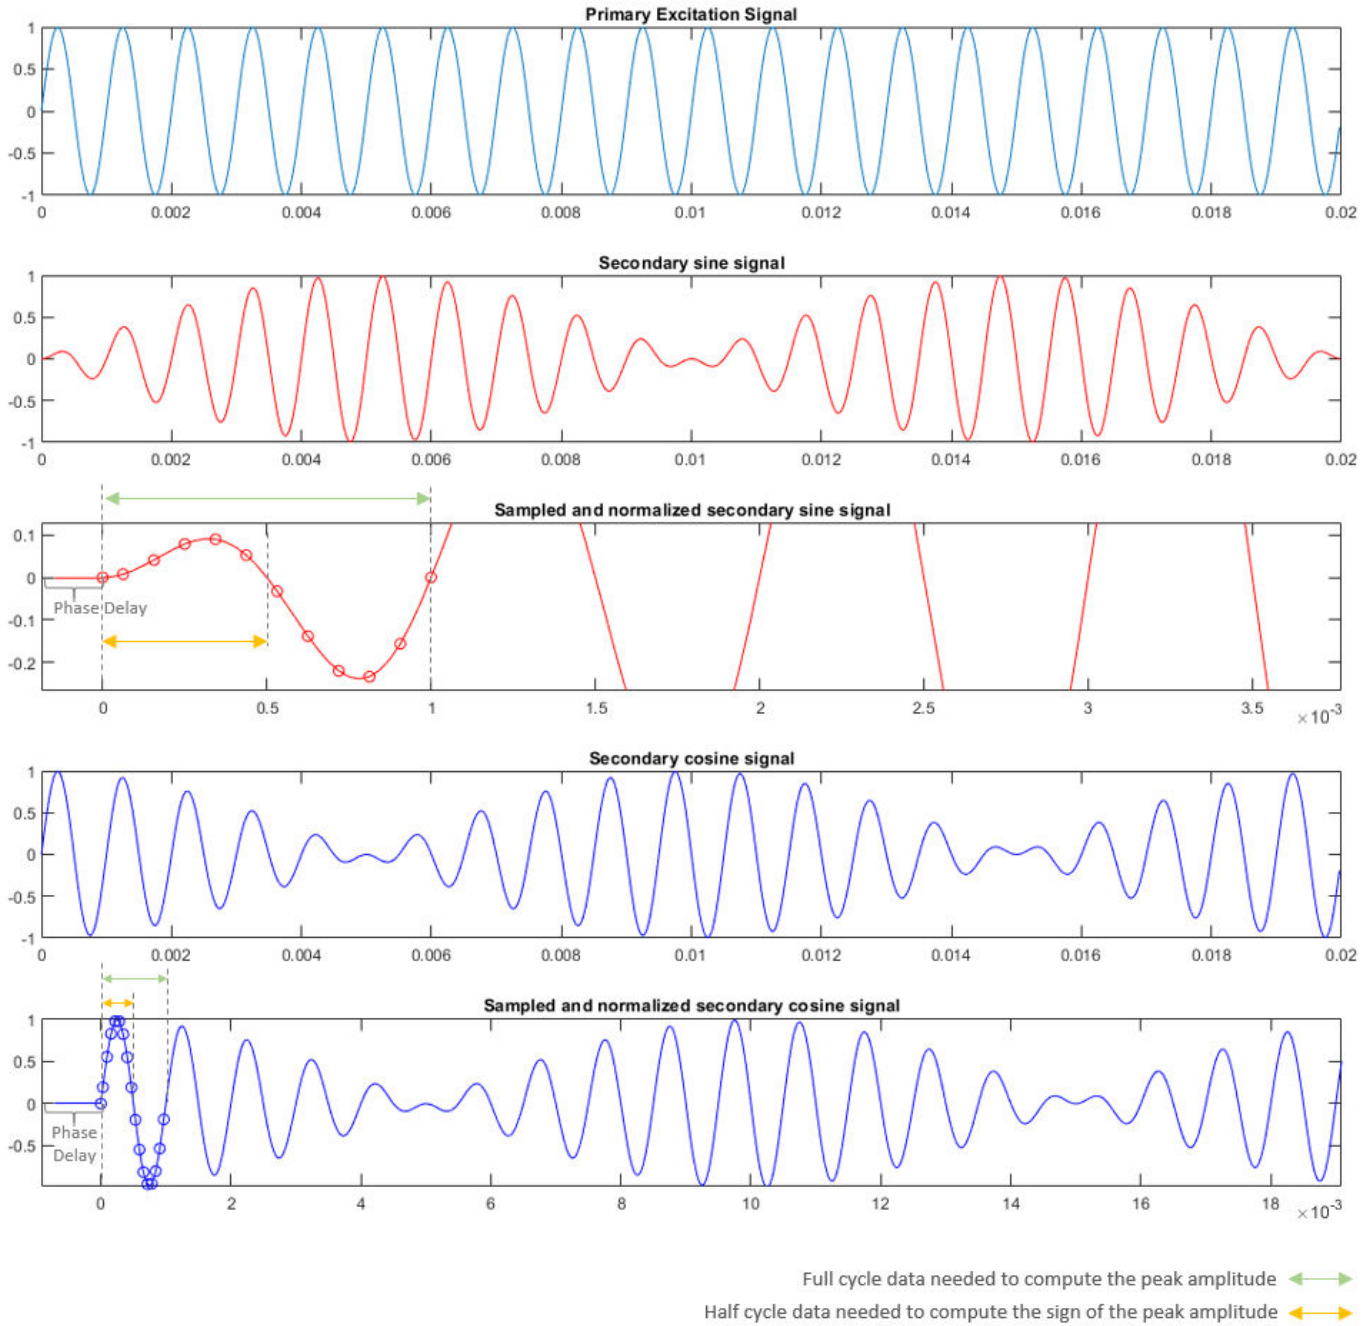 Primary Excitation Signal
1
0.5
0
-0.5
-1
0 0.002 0.004 0.006 0.008 0.01 0.012 0.014 0.016 0.018 0.02
Secondary sine signal
1
0.5
0
-0.5
-1
0 0.002 0.004 0.006 0.008 0.01 0.012 0.014 0.016 0.018 0.02
Sampled and normalized secondary sine signal
0.1
0
Phase Delay
-0.1
-0.2
0 0.5 1 1.5 2 2.5 3 3.5
×10-3
Secondary cosine signal
1
0.5
0
-0.5
-1
0 0.002 0.004 0.006 0.008 0.01 0.012 0.014 0.016 0.018 0.02
Sampled and normalized secondary cosine signal
1
0.5
0
Phase
Delay
-0.5
0 2 4 6 8 10 12 14 16 18
×10-3
Full cycle data needed to compute the peak amplitude
Half cycle data needed to compute the sign of the peak amplitude